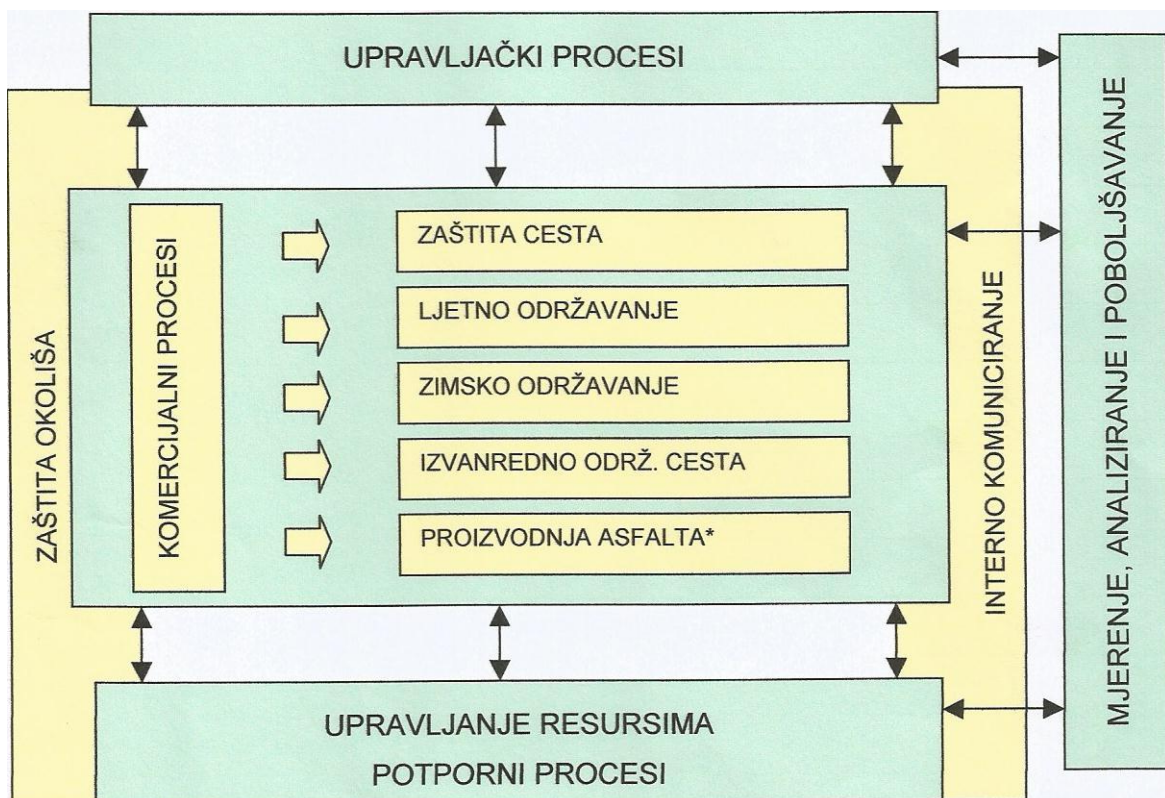 UPRAVLJAČKI PROCESI
ZAŠTITA OKOLIŠA
KOMERCIJALNI PROCESI
ZAŠTITA CESTA
LJETNO ODRŽAVANJE
ZIMSKO ODRŽAVANJE
IZVANREDNO ODRŽ. CESTA
PROIZVODNJA ASFALTA*
INTERNO KOMUNICIRANJE
MJERENJE, ANALIZIRANJE I POBOLJŠAVANJE
UPRAVLJANJE RESURSIMA
POTPORNI PROCESI